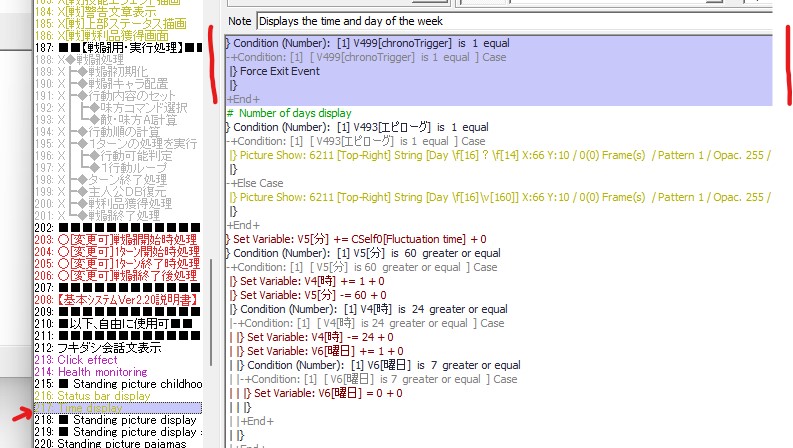 183: X[戦]技能エフェクト描画
184: X[戦]警告文章表示
185: X[戦]上部ステータス描画
186: X[戦]戦利品獲得画面
187: ■■【戦闘用・実行処理】■■
188: X◆戦闘処理
189: X┣◆戦闘初期化
190: X┣◆戦闘キャラ配置
191: X┣◆行動内容のセット
192: X┃┣◆味方コマンド選択
193: X┃┗◆敵・味方AI計算
194: X┣◆行動順の計算
195: X┣◆1ターンの処理を実行
196: X┃┣◆行動可能判定
197: X┃┗◆1行動ループ
198: X┣◆ターン終了処理
199: X┣◆主人公DB復元
200: X┣◆戦利品獲得処理
201: X┗◆戦闘終了処理
202: ■■■■■■■■■■■■
203: ○[変更可]戦闘開始時処理
204: ○[変更可]1ターン開始時処理
205: ○[変更可]1ターン終了時処理
206: ○[変更可]戦闘終了後処理
207: ■■■■■■■■■■■■
208: 【基本システムVer2.20説明書】
209: ■■■■■■■■■■■■
210: ■以下、自由に使用可■■
211: ■■■■■■■■■■■■
212: フキダシ会話文表示
213: Click effect
214: Health monitoring
215: ■ Standing picture childhoo
216: Status bar display
217: Time display
218: ■ Standing picture display
219: ■ Standing picture display :
220: Standing picture pajamas
Note Displays the time and day of the week
} Condition (Number): [1] V499[chronoTrigger] is 1 equal
-+Condition: [1] [ V499[chronoTrigger] is 1 equal ] Case
|} Force Exit Event
|}
+End+
# Number of days display
} Condition (Number): [1] V493[エピローグ] is 1 equal
-+Condition: [1] [ V493[エピローグ] is 1 equal ] Case
|} Picture Show: 6211 [Top-Right] String [Day \f[16] ? \f[14] X:66 Y:10 / 0(0) Frame(s) / Pattern 1 / Opac. 255 /
|}
-+Else Case
|} Picture Show: 6211 [Top-Right] String [Day \f[16]\v[160]] X:66 Y:10 / 0(0) Frame(s) / Pattern 1 / Opac. 255 /
|}
+End+
} Set Variable: V5[分] += CSelf0[Fluctuation time] + 0
} Condition (Number): [1] V5[分] is 60 greater or equal
-+Condition: [1] [ V5[分] is 60 greater or equal ] Case
|} Set Variable: V4[時] += 1 + 0
|} Set Variable: V5[分] -= 60 + 0
|} Condition (Number): [1] V4[時] is 24 greater or equal
|-+Condition: [1] [ V4[時] is 24 greater or equal ] Case
| |} Set Variable: V4[時] -= 24 + 0
| |} Set Variable: V6[曜日] += 1 + 0
| |} Condition (Number): [1] V6[曜日] is 7 greater or equal
| |-+Condition: [1] [ V6[曜日] is 7 greater or equal ] Case
| | |} Set Variable: V6[曜日] = 0 + 0
| | |}
| |+End+
| |}
|+End+